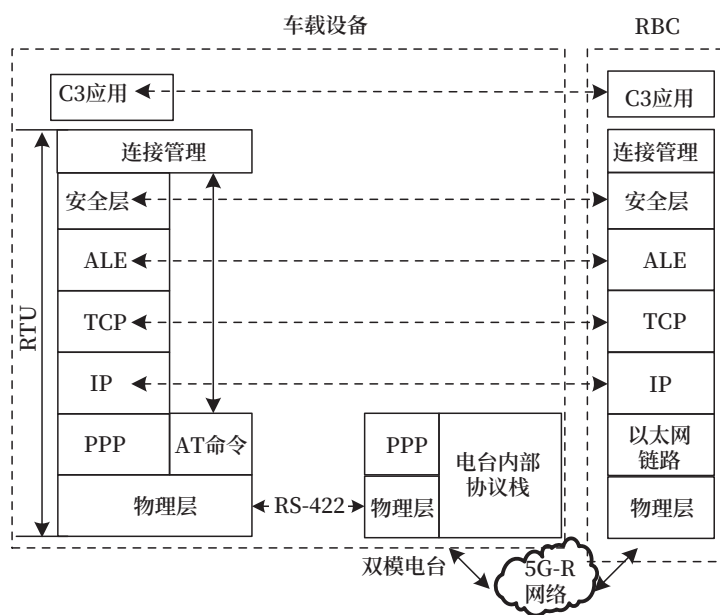 车载设备
RBC
C3应用
C3应用
连接管理
连接管理
安全层
安全层
ALE
ALE
RTU
TCP
TCP
IP
IP
PPP
AT命令
PPP
电台内部
协议栈
以太网
链路
物理层
RS-422
物理层
物理层
双模电台
5G-R
网络